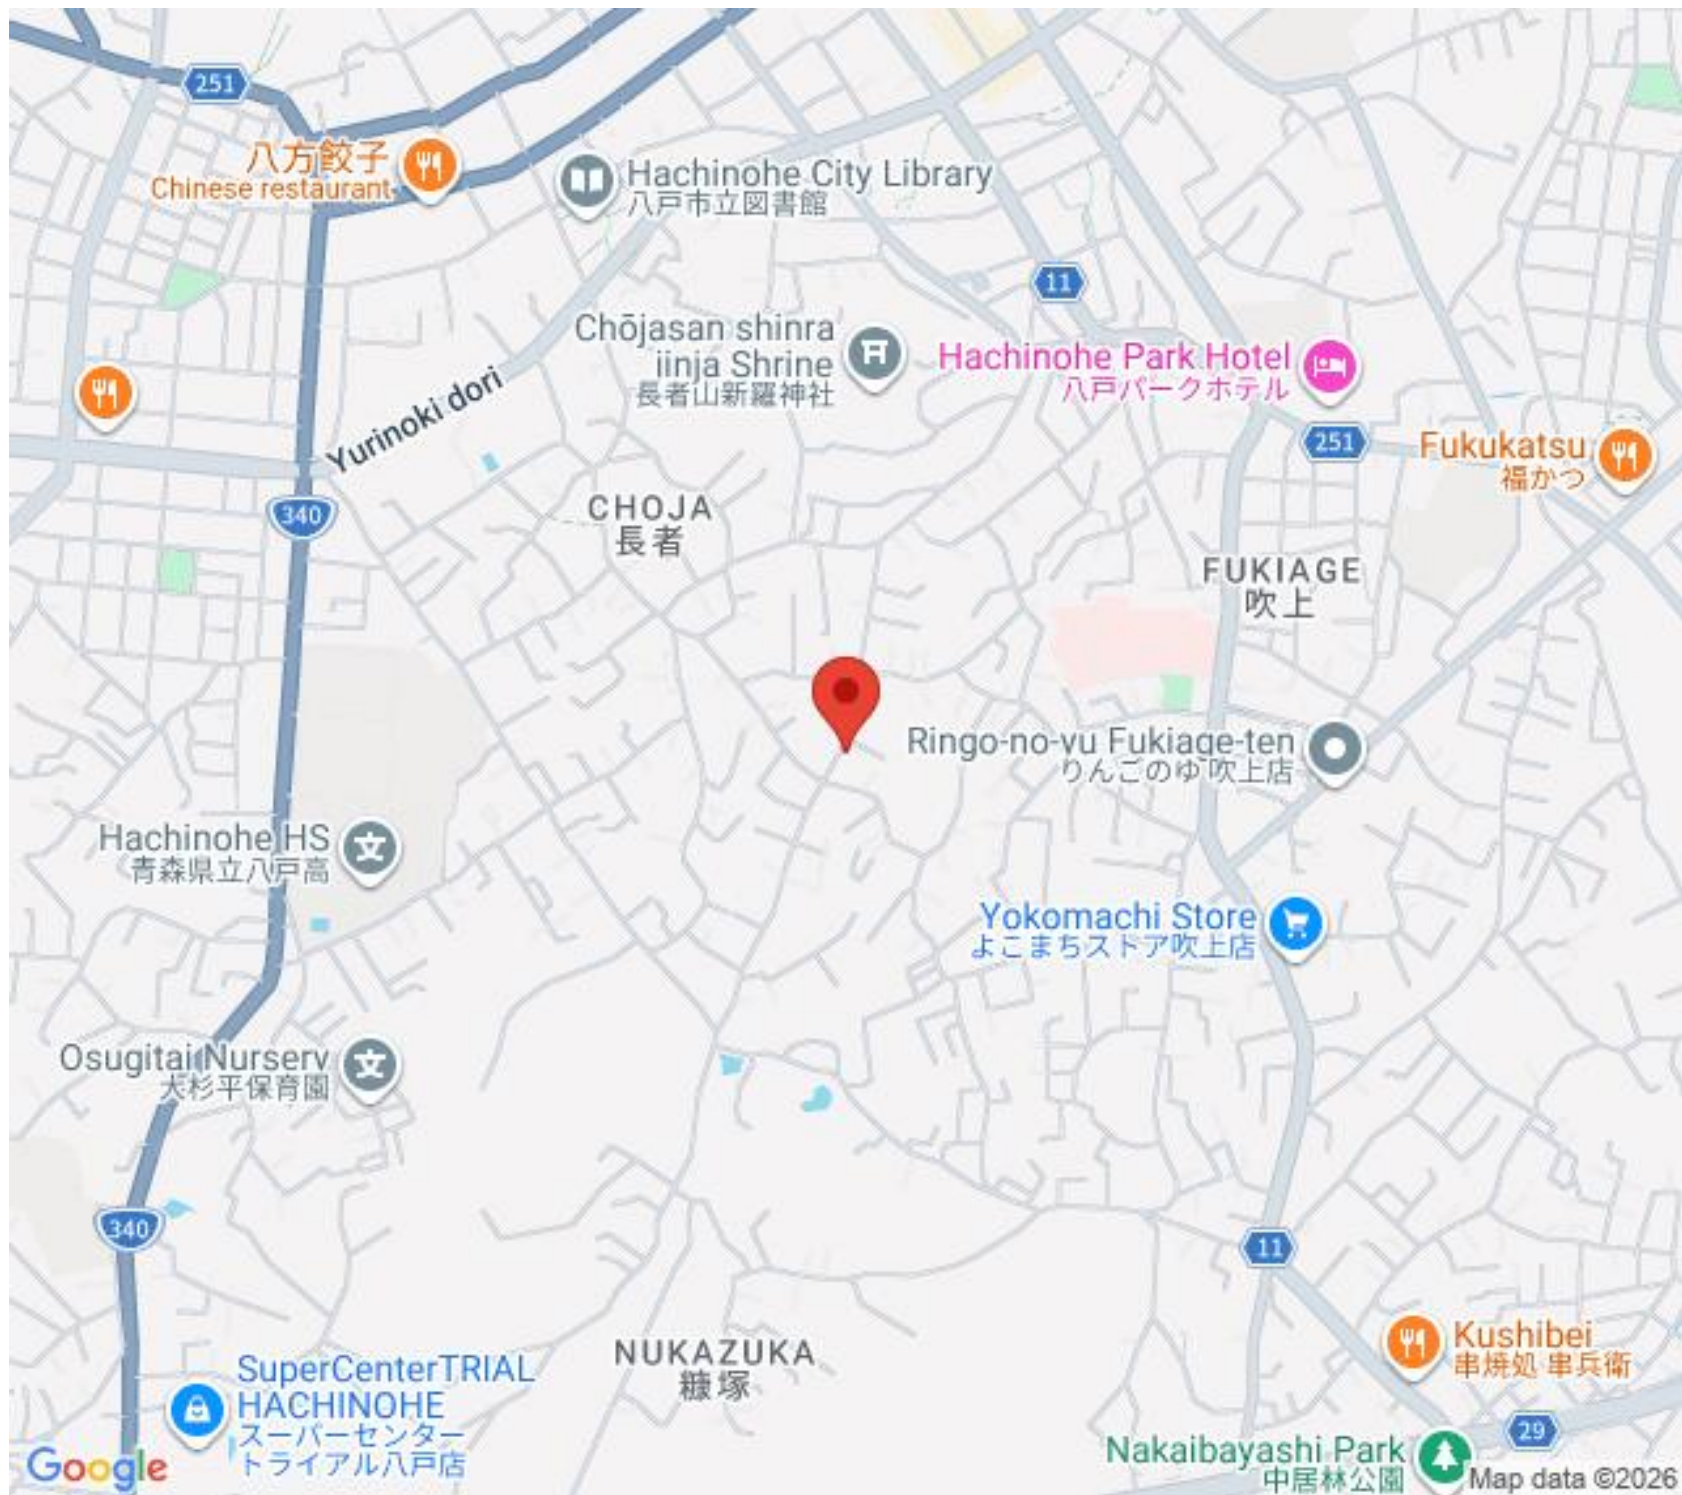 251
八方餃子
Chinese restaurant
Hachinohe City Library
八戸市立図書館
11
Chōjasan shinra
iinja Shrine
長者山新羅神社
Hachinohe Park Hotel
八戸パークホテル
Yurinoki dori
251
Fukukatsu
福かつ
340
CHOJA
長者
FUKIAGE
吹上
Ringo-no-yu Fukiage-ten
りんごのゆ 吹上店
Hachinohe HS
青森県立八戸高
Yokomachi Store
よこまちストア吹上店
Osugitai Nurserv
大杉平保育園
340
11
NUKAZUKA
糠塚
Kushibei
串焼処 串兵衛
SuperCenterTRIAL
HACHINOHE
スーパーセンター
トライアル八戸店
29
Nakaibayashi Park
中居林公園
Google
Map data ©2026